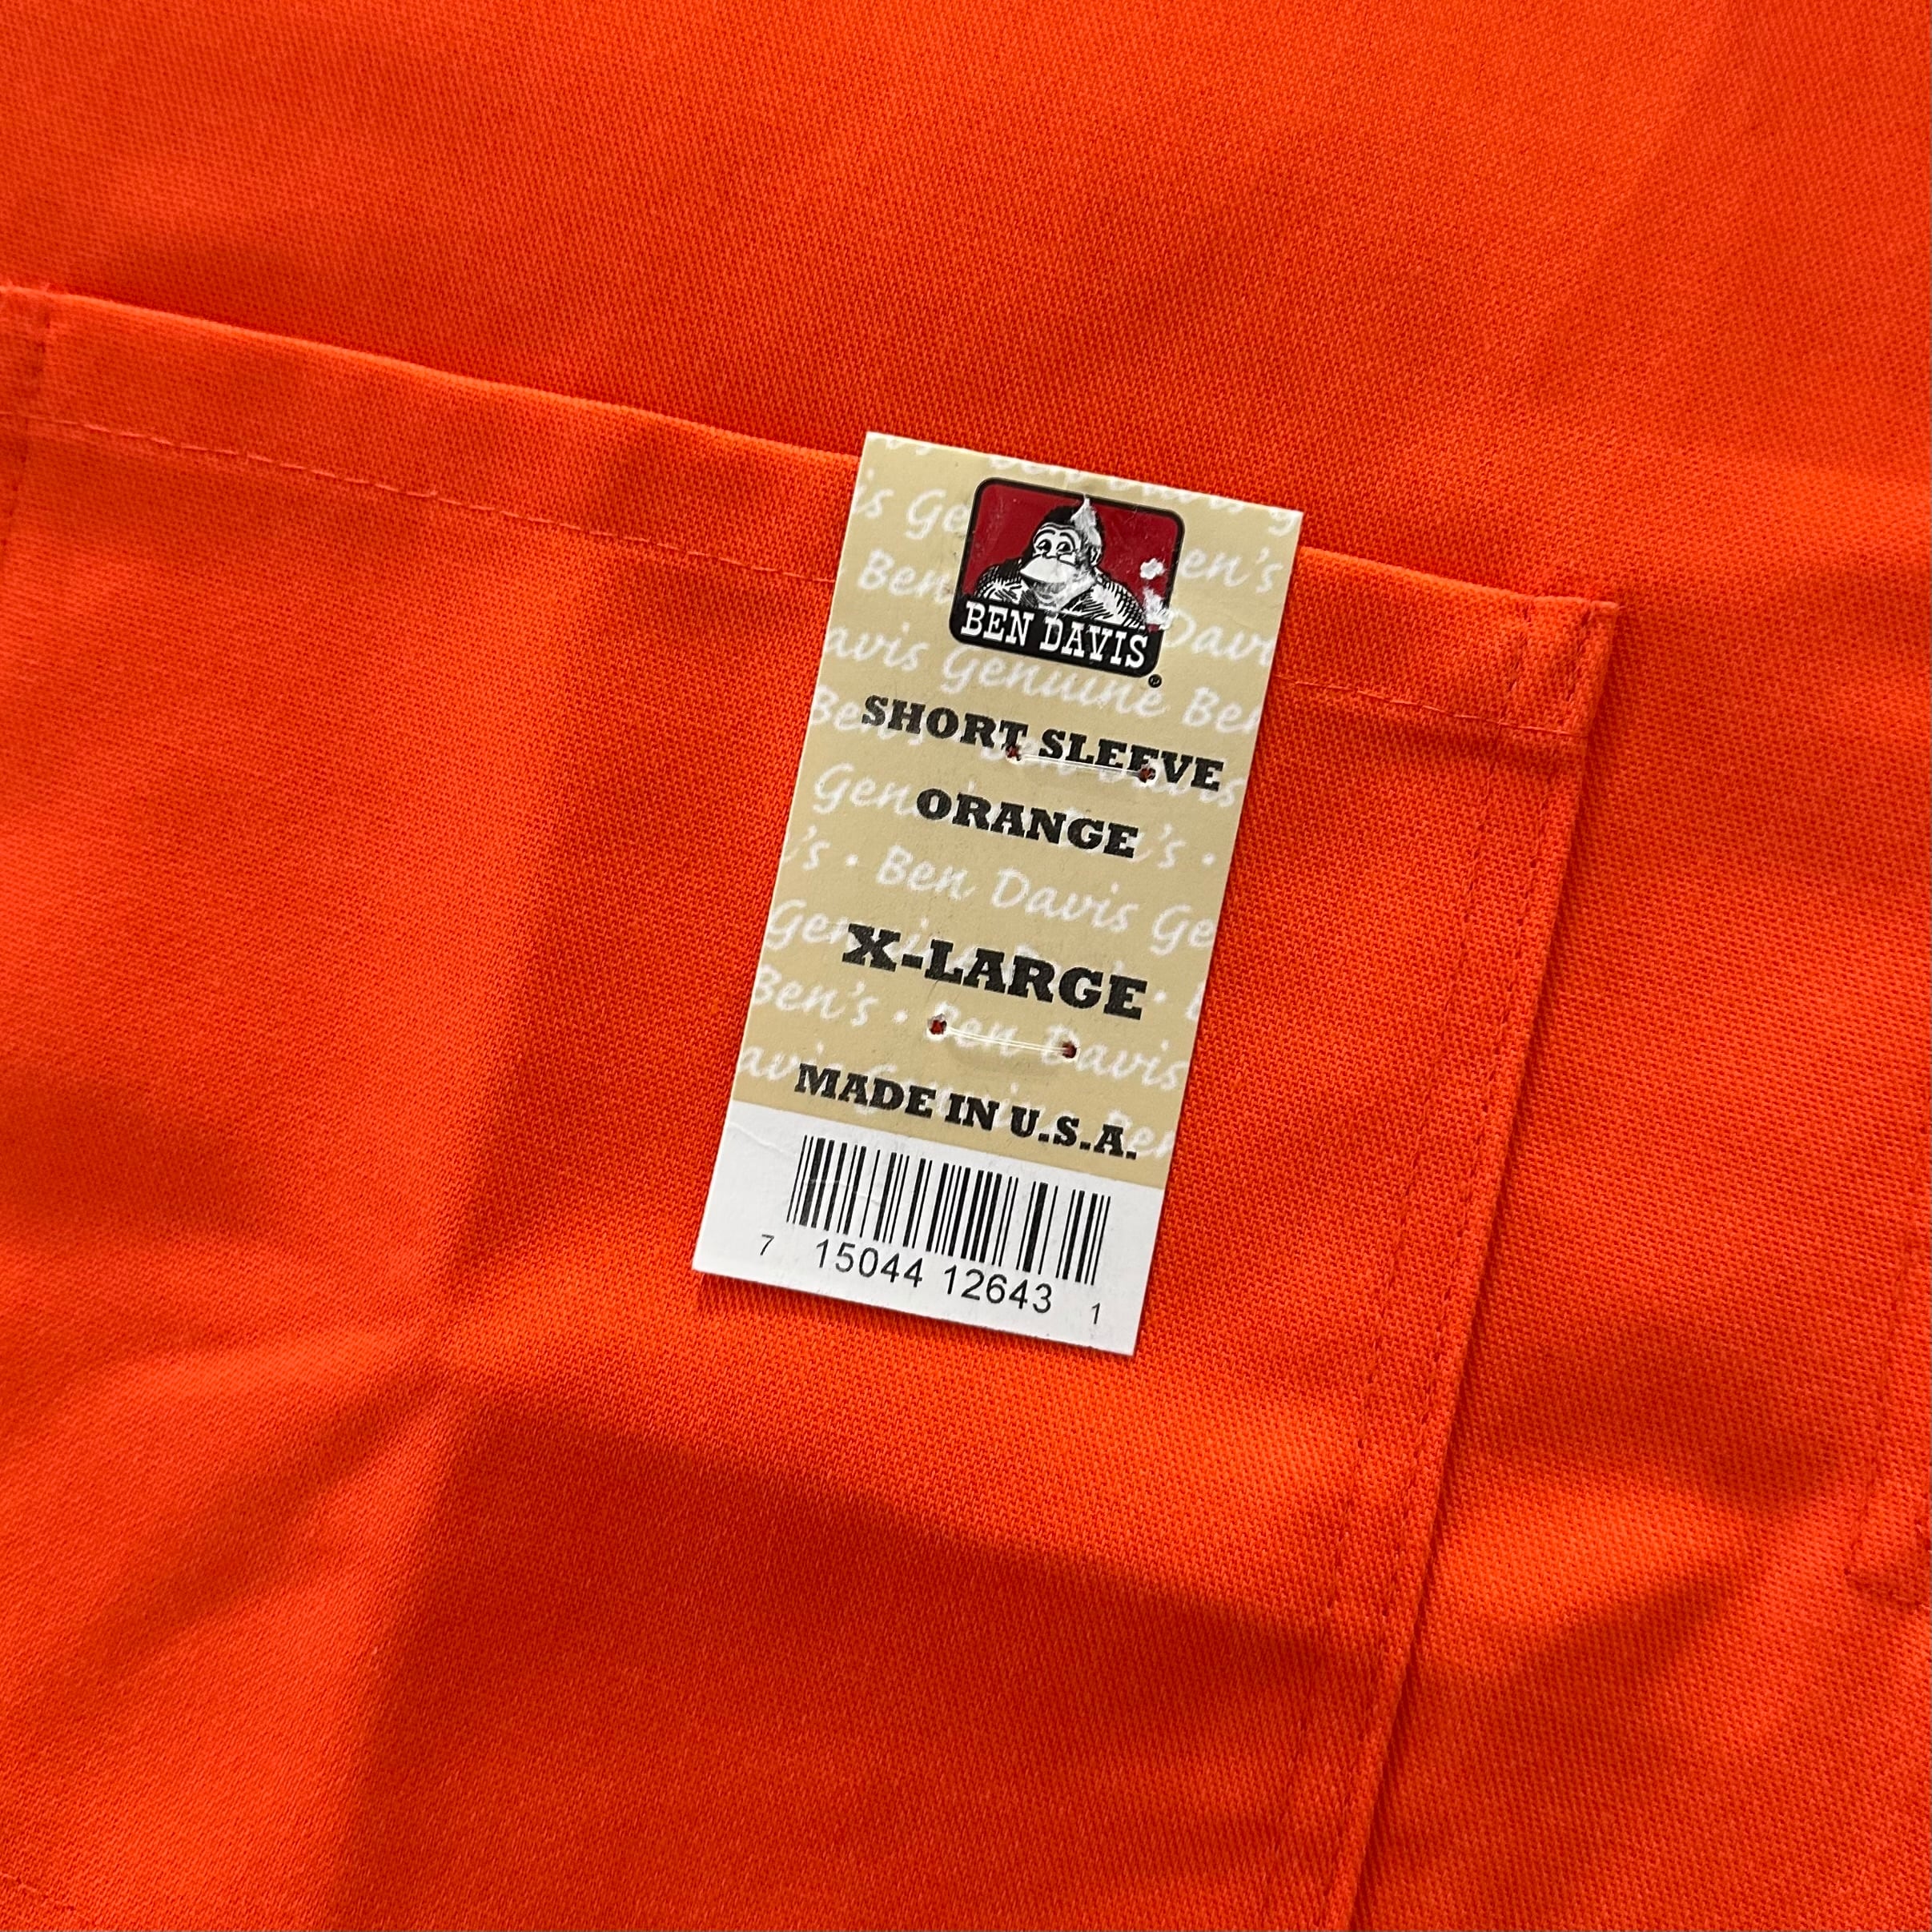 BEN DAVIS
SHORT SLEEVE
ORANGE
X-LARGE
MADE IN U.S.A.
7 15044 12643 1